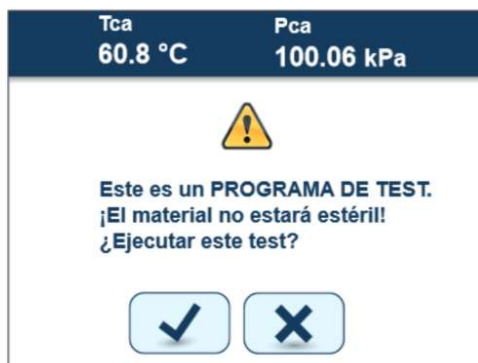 Tca Pca
60.8 °C 100.06 kPa
Este es un PROGRAMA DE TEST.
¡El material no estará estéril!
¿Ejecutar este test?